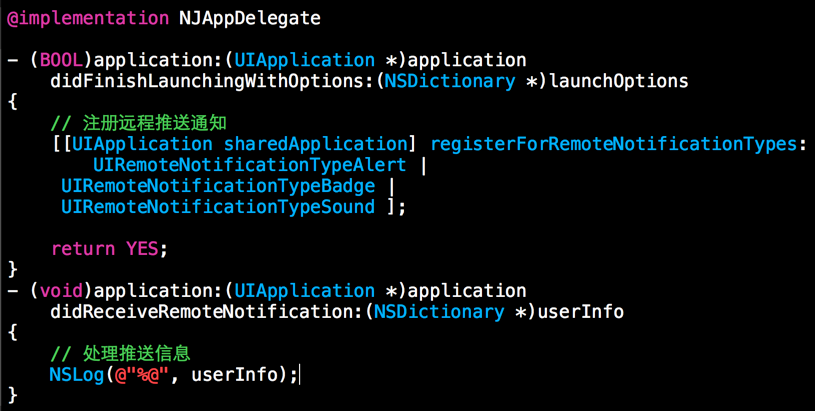 @implementation NJAppDelegate
- (BOOL)application:(UIApplication *)application
didFinishLaunchingWithOptions:(NSDictionary *)launchOptions
{
// 注册远程推送通知
[[UIApplication sharedApplication] registerForRemoteNotificationTypes:
UIRemoteNotificationTypeAlert |
UIRemoteNotificationTypeBadge |
UIRemoteNotificationTypeSound ];
return YES;
}
- (void)application:(UIApplication *)application
didReceiveRemoteNotification:(NSDictionary *)userInfo
{
// 处理推送信息
NSLog(@"%@", userInfo);
}